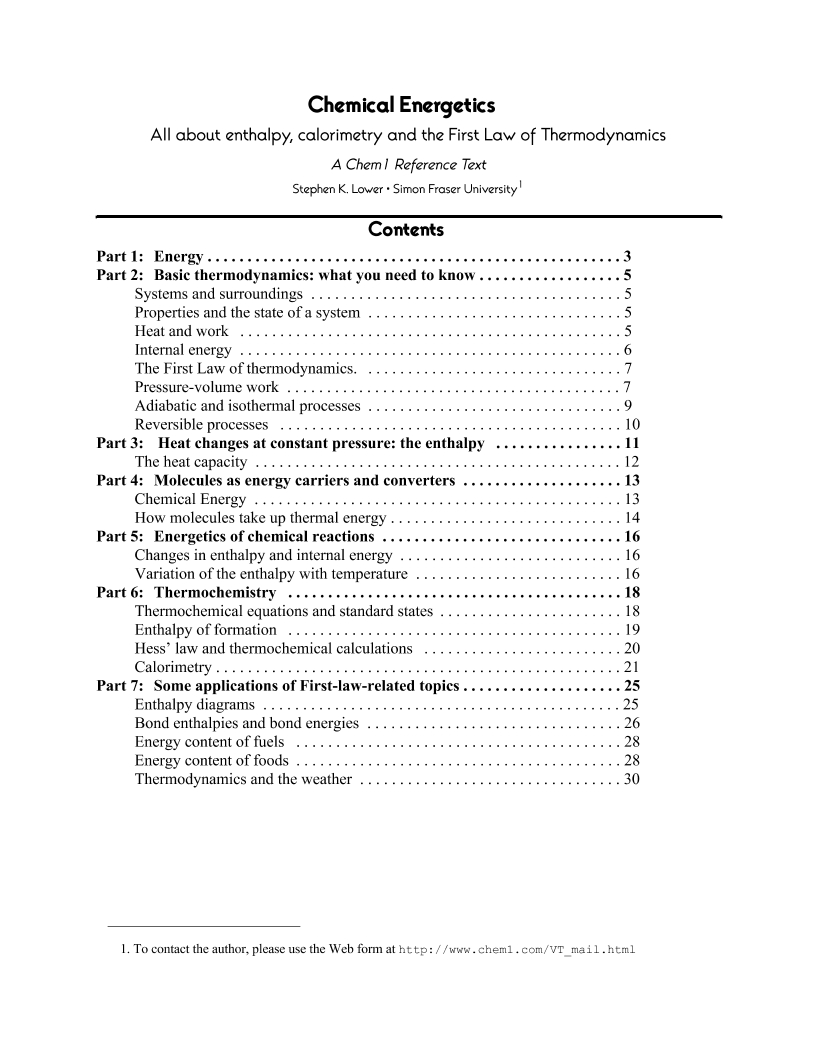 Chemical Energetics
All about enthalpy, calorimetry and the First Law of Thermodynamics
A Chem1 Reference Text
Stephen K. Lower • Simon Fraser University1
Contents
Part 1: Energy . . . . . . . . . . . . . . . . . . . . . . . . . . . . . . . . . . . . . . . . . . . . . . . . . . . . 3
Part 2: Basic thermodynamics: what you need to know . . . . . . . . . . . . . . . . . . 5
Systems and surroundings . . . . . . . . . . . . . . . . . . . . . . . . . . . . . . . . . . . . . . . 5
Properties and the state of a system . . . . . . . . . . . . . . . . . . . . . . . . . . . . . . . . 5
Heat and work . . . . . . . . . . . . . . . . . . . . . . . . . . . . . . . . . . . . . . . . . . . . . . . . 5
Internal energy . . . . . . . . . . . . . . . . . . . . . . . . . . . . . . . . . . . . . . . . . . . . . . . . 6
The First Law of thermodynamics. . . . . . . . . . . . . . . . . . . . . . . . . . . . . . . . . 7
Pressure-volume work . . . . . . . . . . . . . . . . . . . . . . . . . . . . . . . . . . . . . . . . . . 7
Adiabatic and isothermal processes . . . . . . . . . . . . . . . . . . . . . . . . . . . . . . . . 9
Reversible processes . . . . . . . . . . . . . . . . . . . . . . . . . . . . . . . . . . . . . . . . . . . 10
Part 3: Heat changes at constant pressure: the enthalpy . . . . . . . . . . . . . . . . 11
The heat capacity . . . . . . . . . . . . . . . . . . . . . . . . . . . . . . . . . . . . . . . . . . . . . . 12
Part 4: Molecules as energy carriers and converters . . . . . . . . . . . . . . . . . . . . 13
Chemical Energy . . . . . . . . . . . . . . . . . . . . . . . . . . . . . . . . . . . . . . . . . . . . . . 13
How molecules take up thermal energy . . . . . . . . . . . . . . . . . . . . . . . . . . . . . 14
Part 5: Energetics of chemical reactions . . . . . . . . . . . . . . . . . . . . . . . . . . . . . . 16
Changes in enthalpy and internal energy . . . . . . . . . . . . . . . . . . . . . . . . . . . . 16
Variation of the enthalpy with temperature . . . . . . . . . . . . . . . . . . . . . . . . . . 16
Part 6: Thermochemistry . . . . . . . . . . . . . . . . . . . . . . . . . . . . . . . . . . . . . . . . . . 18
Thermochemical equations and standard states . . . . . . . . . . . . . . . . . . . . . . . 18
Enthalpy of formation . . . . . . . . . . . . . . . . . . . . . . . . . . . . . . . . . . . . . . . . . . 19
Hess’ law and thermochemical calculations . . . . . . . . . . . . . . . . . . . . . . . . . 20
Calorimetry . . . . . . . . . . . . . . . . . . . . . . . . . . . . . . . . . . . . . . . . . . . . . . . . . . . 21
Part 7: Some applications of First-law-related topics . . . . . . . . . . . . . . . . . . . . 25
Enthalpy diagrams . . . . . . . . . . . . . . . . . . . . . . . . . . . . . . . . . . . . . . . . . . . . . 25
Bond enthalpies and bond energies . . . . . . . . . . . . . . . . . . . . . . . . . . . . . . . . 26
Energy content of fuels . . . . . . . . . . . . . . . . . . . . . . . . . . . . . . . . . . . . . . . . . 28
Energy content of foods . . . . . . . . . . . . . . . . . . . . . . . . . . . . . . . . . . . . . . . . . 28
Thermodynamics and the weather . . . . . . . . . . . . . . . . . . . . . . . . . . . . . . . . . 30
1. To contact the author, please use the Web form at http://www.chem1.com/VT_mail.html